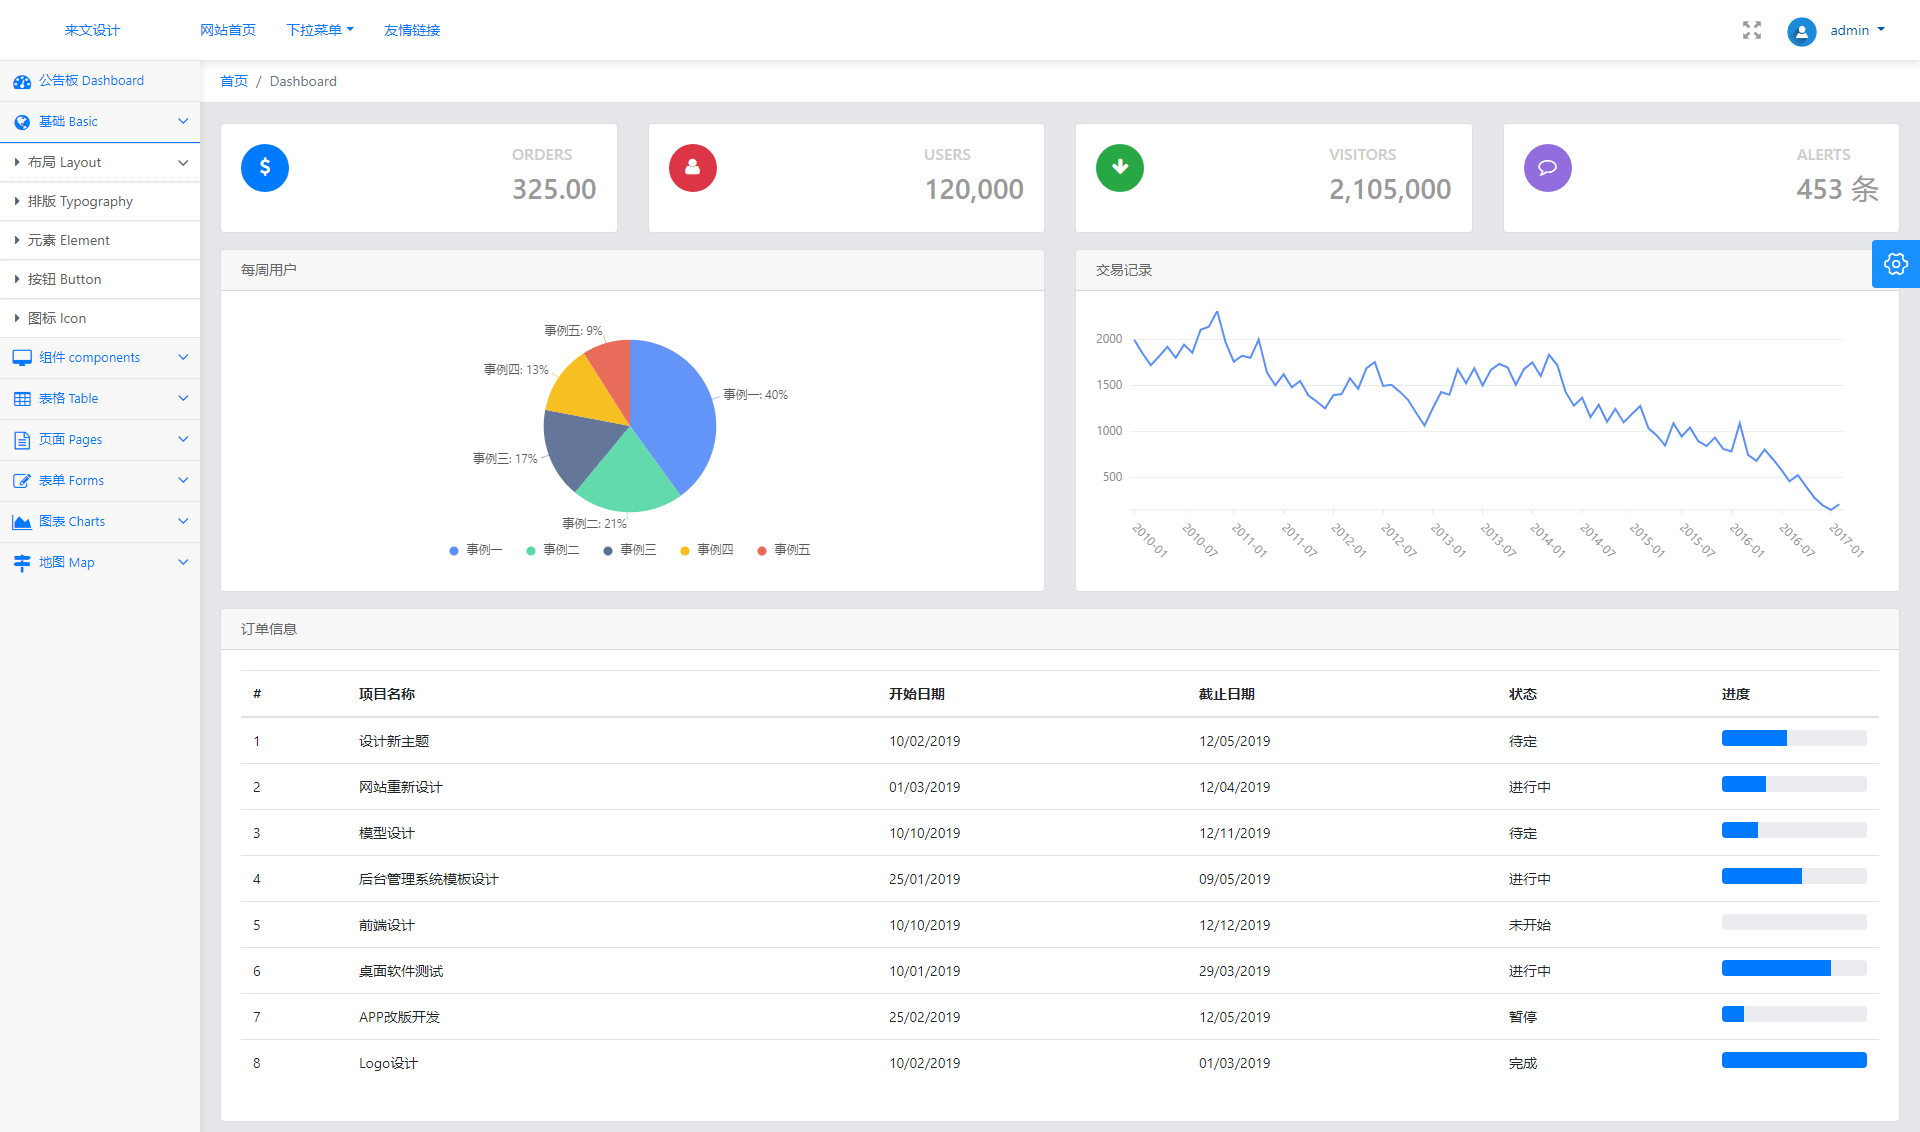 来文设计 网站首页 下拉菜单 友情链接 admin
公告板 Dashboard
基础 Basic
布局 Layout
排版 Typography
元素 Element
按钮 Button
图标 Icon
组件 components
表格 Table
页面 Pages
表单 Forms
图表 Charts
地图 Map
首页 / Dashboard
ORDERS
325.00
USERS
120,000
VISITORS
2,105,000
ALERTS
453 条
每周用户
事例五: 9%
事例四: 13%
事例一: 40%
事例三: 17%
事例二: 21%
事例一 事例二 事例三 事例四 事例五
交易记录
2000
1500
1000
500
2010-01 2010-07 2011-01 2011-07 2012-01 2012-07 2013-01 2013-07 2014-01 2014-07 2015-01 2015-07 2016-01 2016-07 2017-01
订单信息
# 项目名称 开始日期 截止日期 状态 进度
1 设计新主题 10/02/2019 12/05/2019 待定
2 网站重新设计 01/03/2019 12/04/2019 进行中
3 模型设计 10/10/2019 12/11/2019 待定
4 后台管理系统模板设计 25/01/2019 09/05/2019 进行中
5 前端设计 10/10/2019 12/12/2019 未开始
6 桌面软件测试 10/01/2019 29/03/2019 进行中
7 APP改版开发 25/02/2019 12/05/2019 暂停
8 Logo设计 10/02/2019 01/03/2019 完成